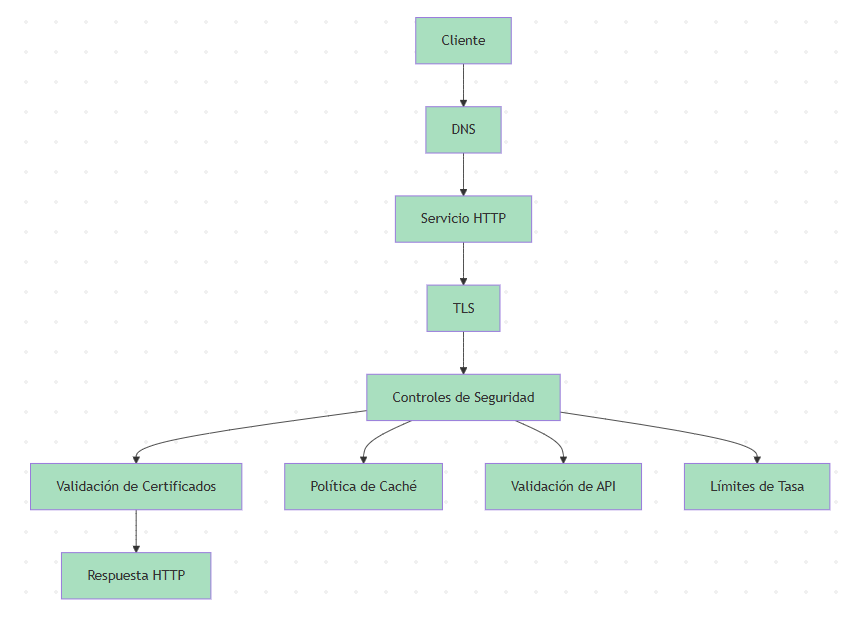 Cliente
DNS
Servicio HTTP
TLS
Controles de Seguridad
Validación de Certificados
Política de Caché
Validación de API
Límites de Tasa
Respuesta HTTP